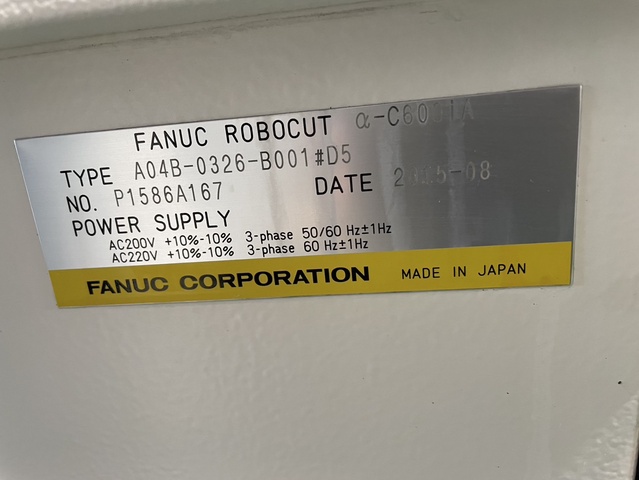 FANUC ROBOCUT
TYPE A04B-0326-B001#D5
NO. P1586A167 DATE
POWER SUPPLY
AC200V +10%-10% 3-phase 50/60 Hz±1Hz
AC220V +10%-10% 3-phase 60 Hz±1Hz
FANUC CORPORATION MADE IN JAPAN